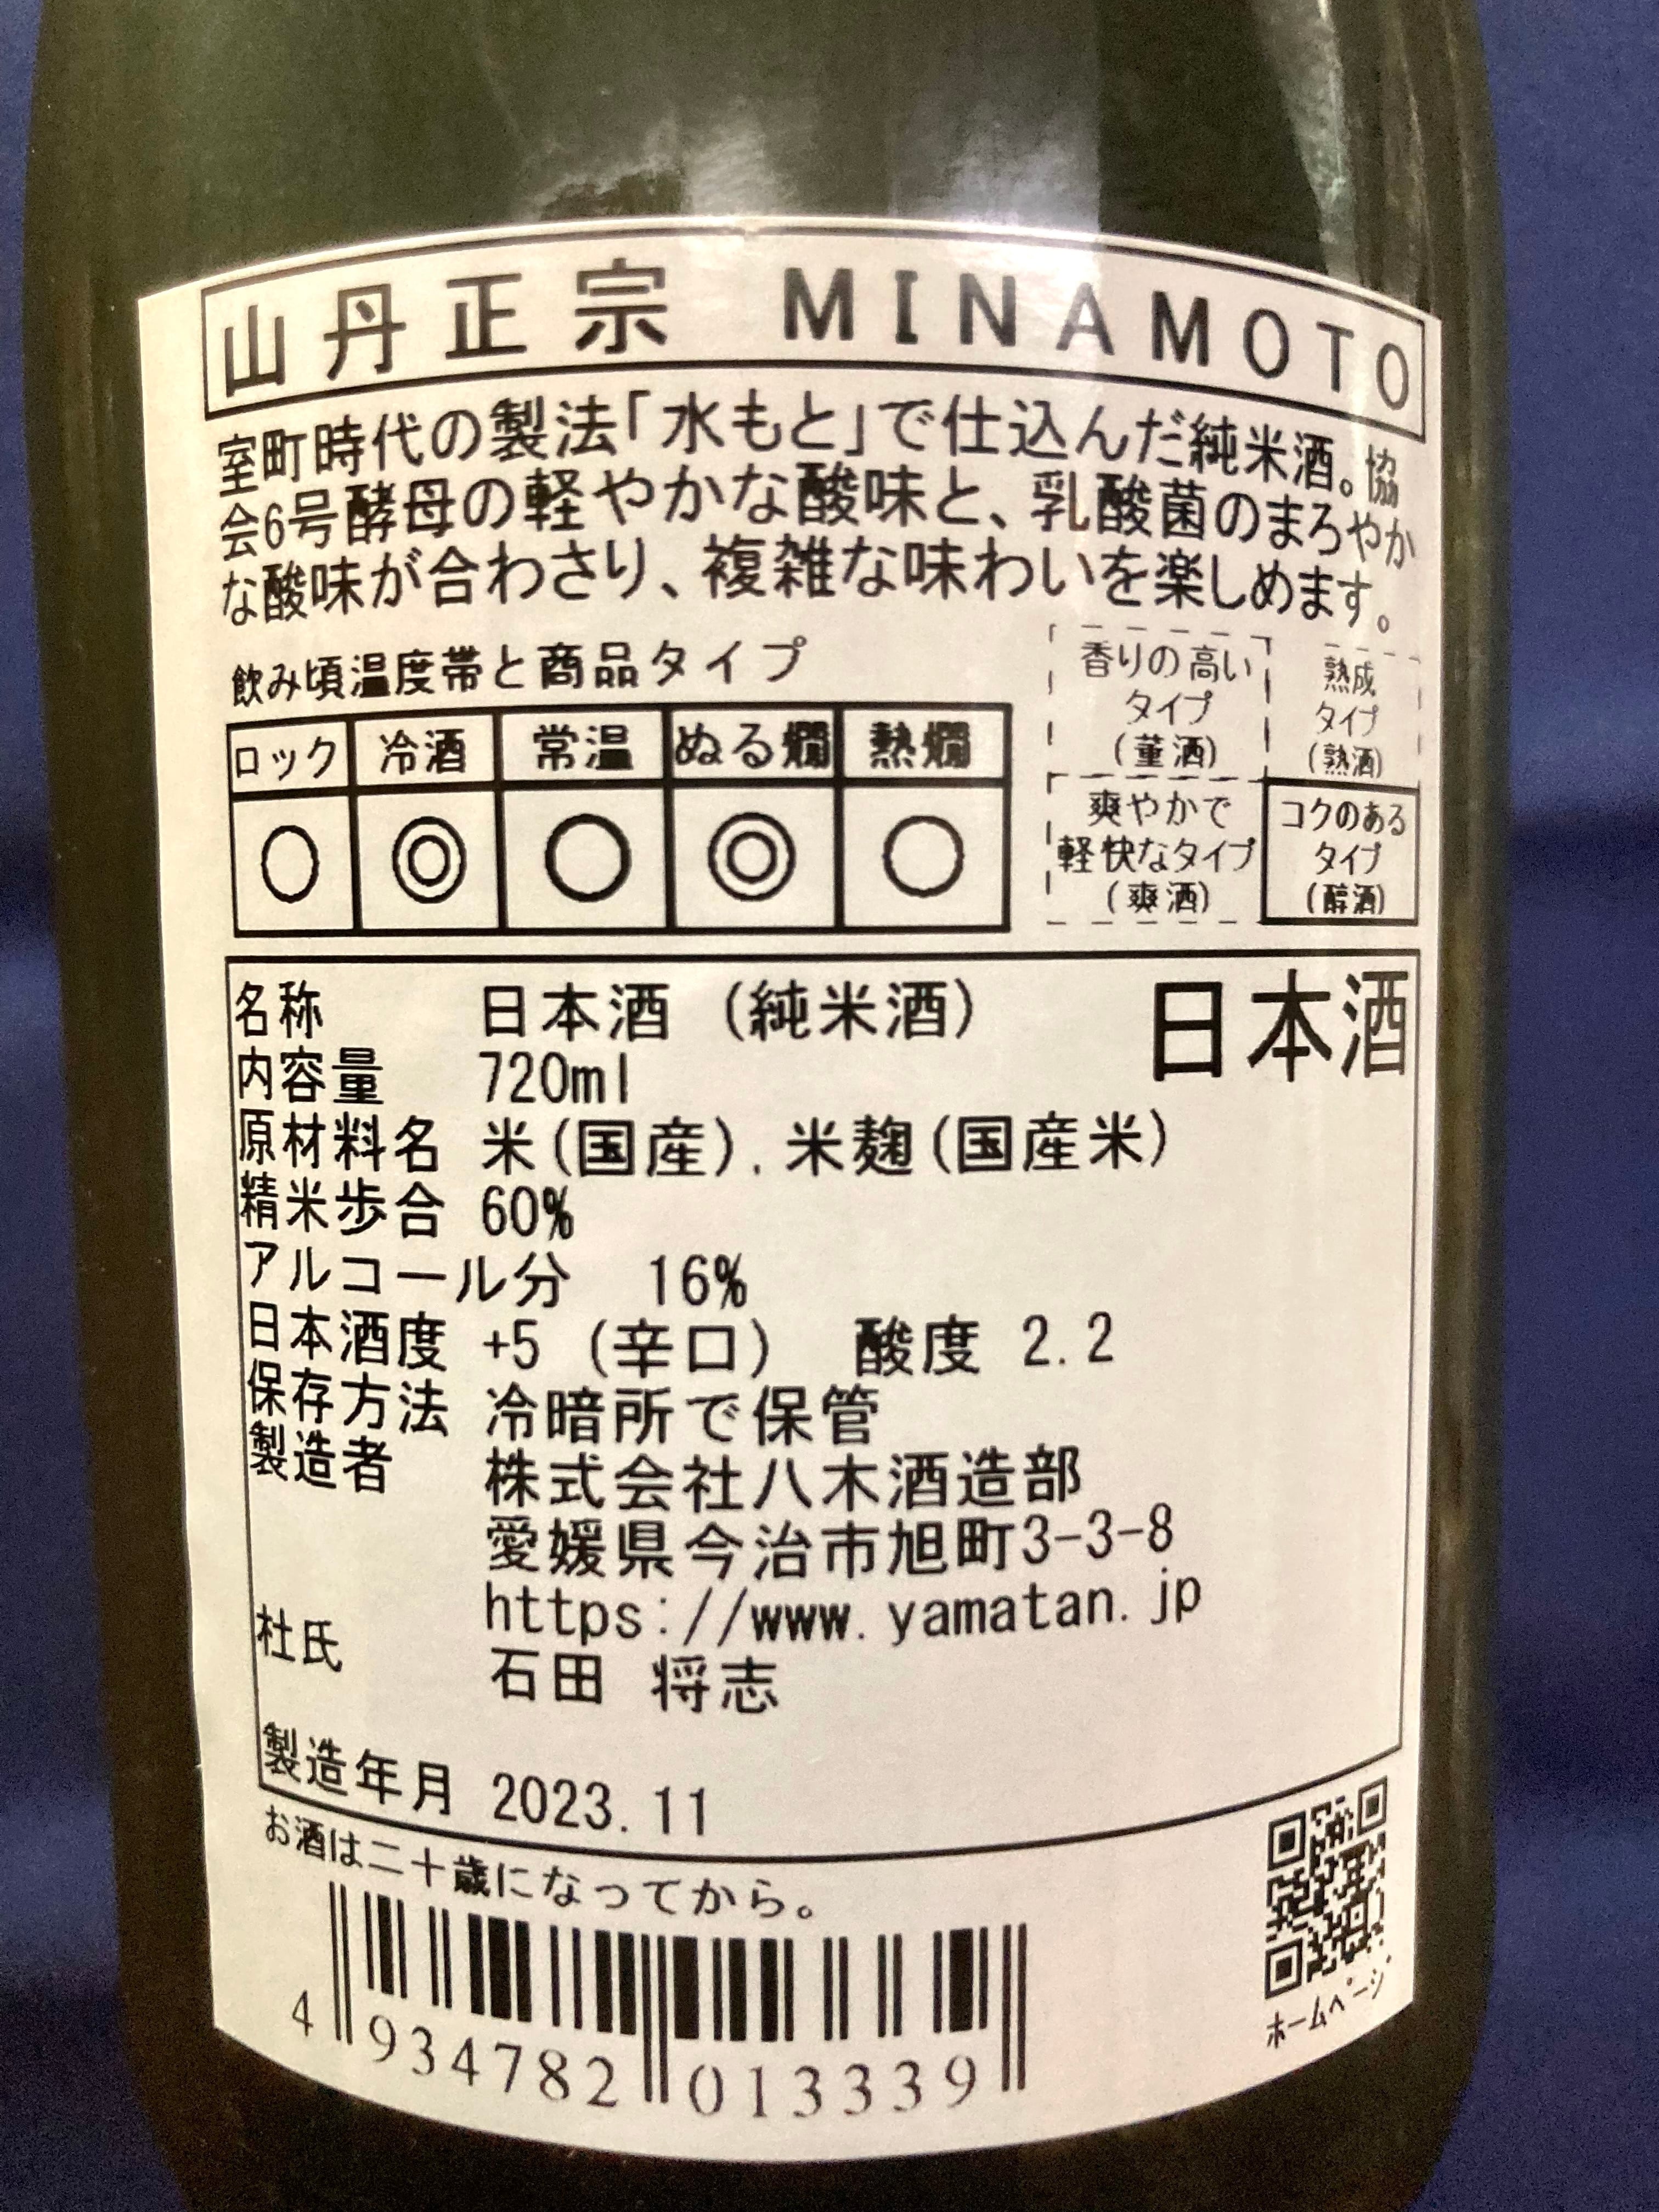 山丹正宗 MINAMOTO
室町時代の製法「水もと」で仕込んだ純米酒。協
会6号酵母の軽やかな酸味と、乳酸菌のまろやか
な酸味が合わさり、複雑な味わいを楽しめます。
飲み頃温度帯と商品タイプ
ロック 冷酒 常温 ぬる燗 熱燗
○ ◎ ○ ◎ ○
香りの高い
タイプ
(薫酒)
熟成
タイプ
(熟酒)
爽やかで
軽快なタイプ
(爽酒)
コクのある
タイプ
(醇酒)
日本酒
名称 日本酒 (純米酒)
内容量 720ml
原材料名 米(国産), 米麹(国産米)
精米歩合 60%
アルコール分 16%
日本酒度 +5 (辛口) 酸度 2.2
保存方法 冷暗所で保管
製造者 株式会社八木酒造部
愛媛県今治市旭町3-3-8
https://www.yamatan.jp
杜氏 石田 将志
製造年月 2023.11
お酒は二十歳になってから。
4 934782 013339
ホームページ